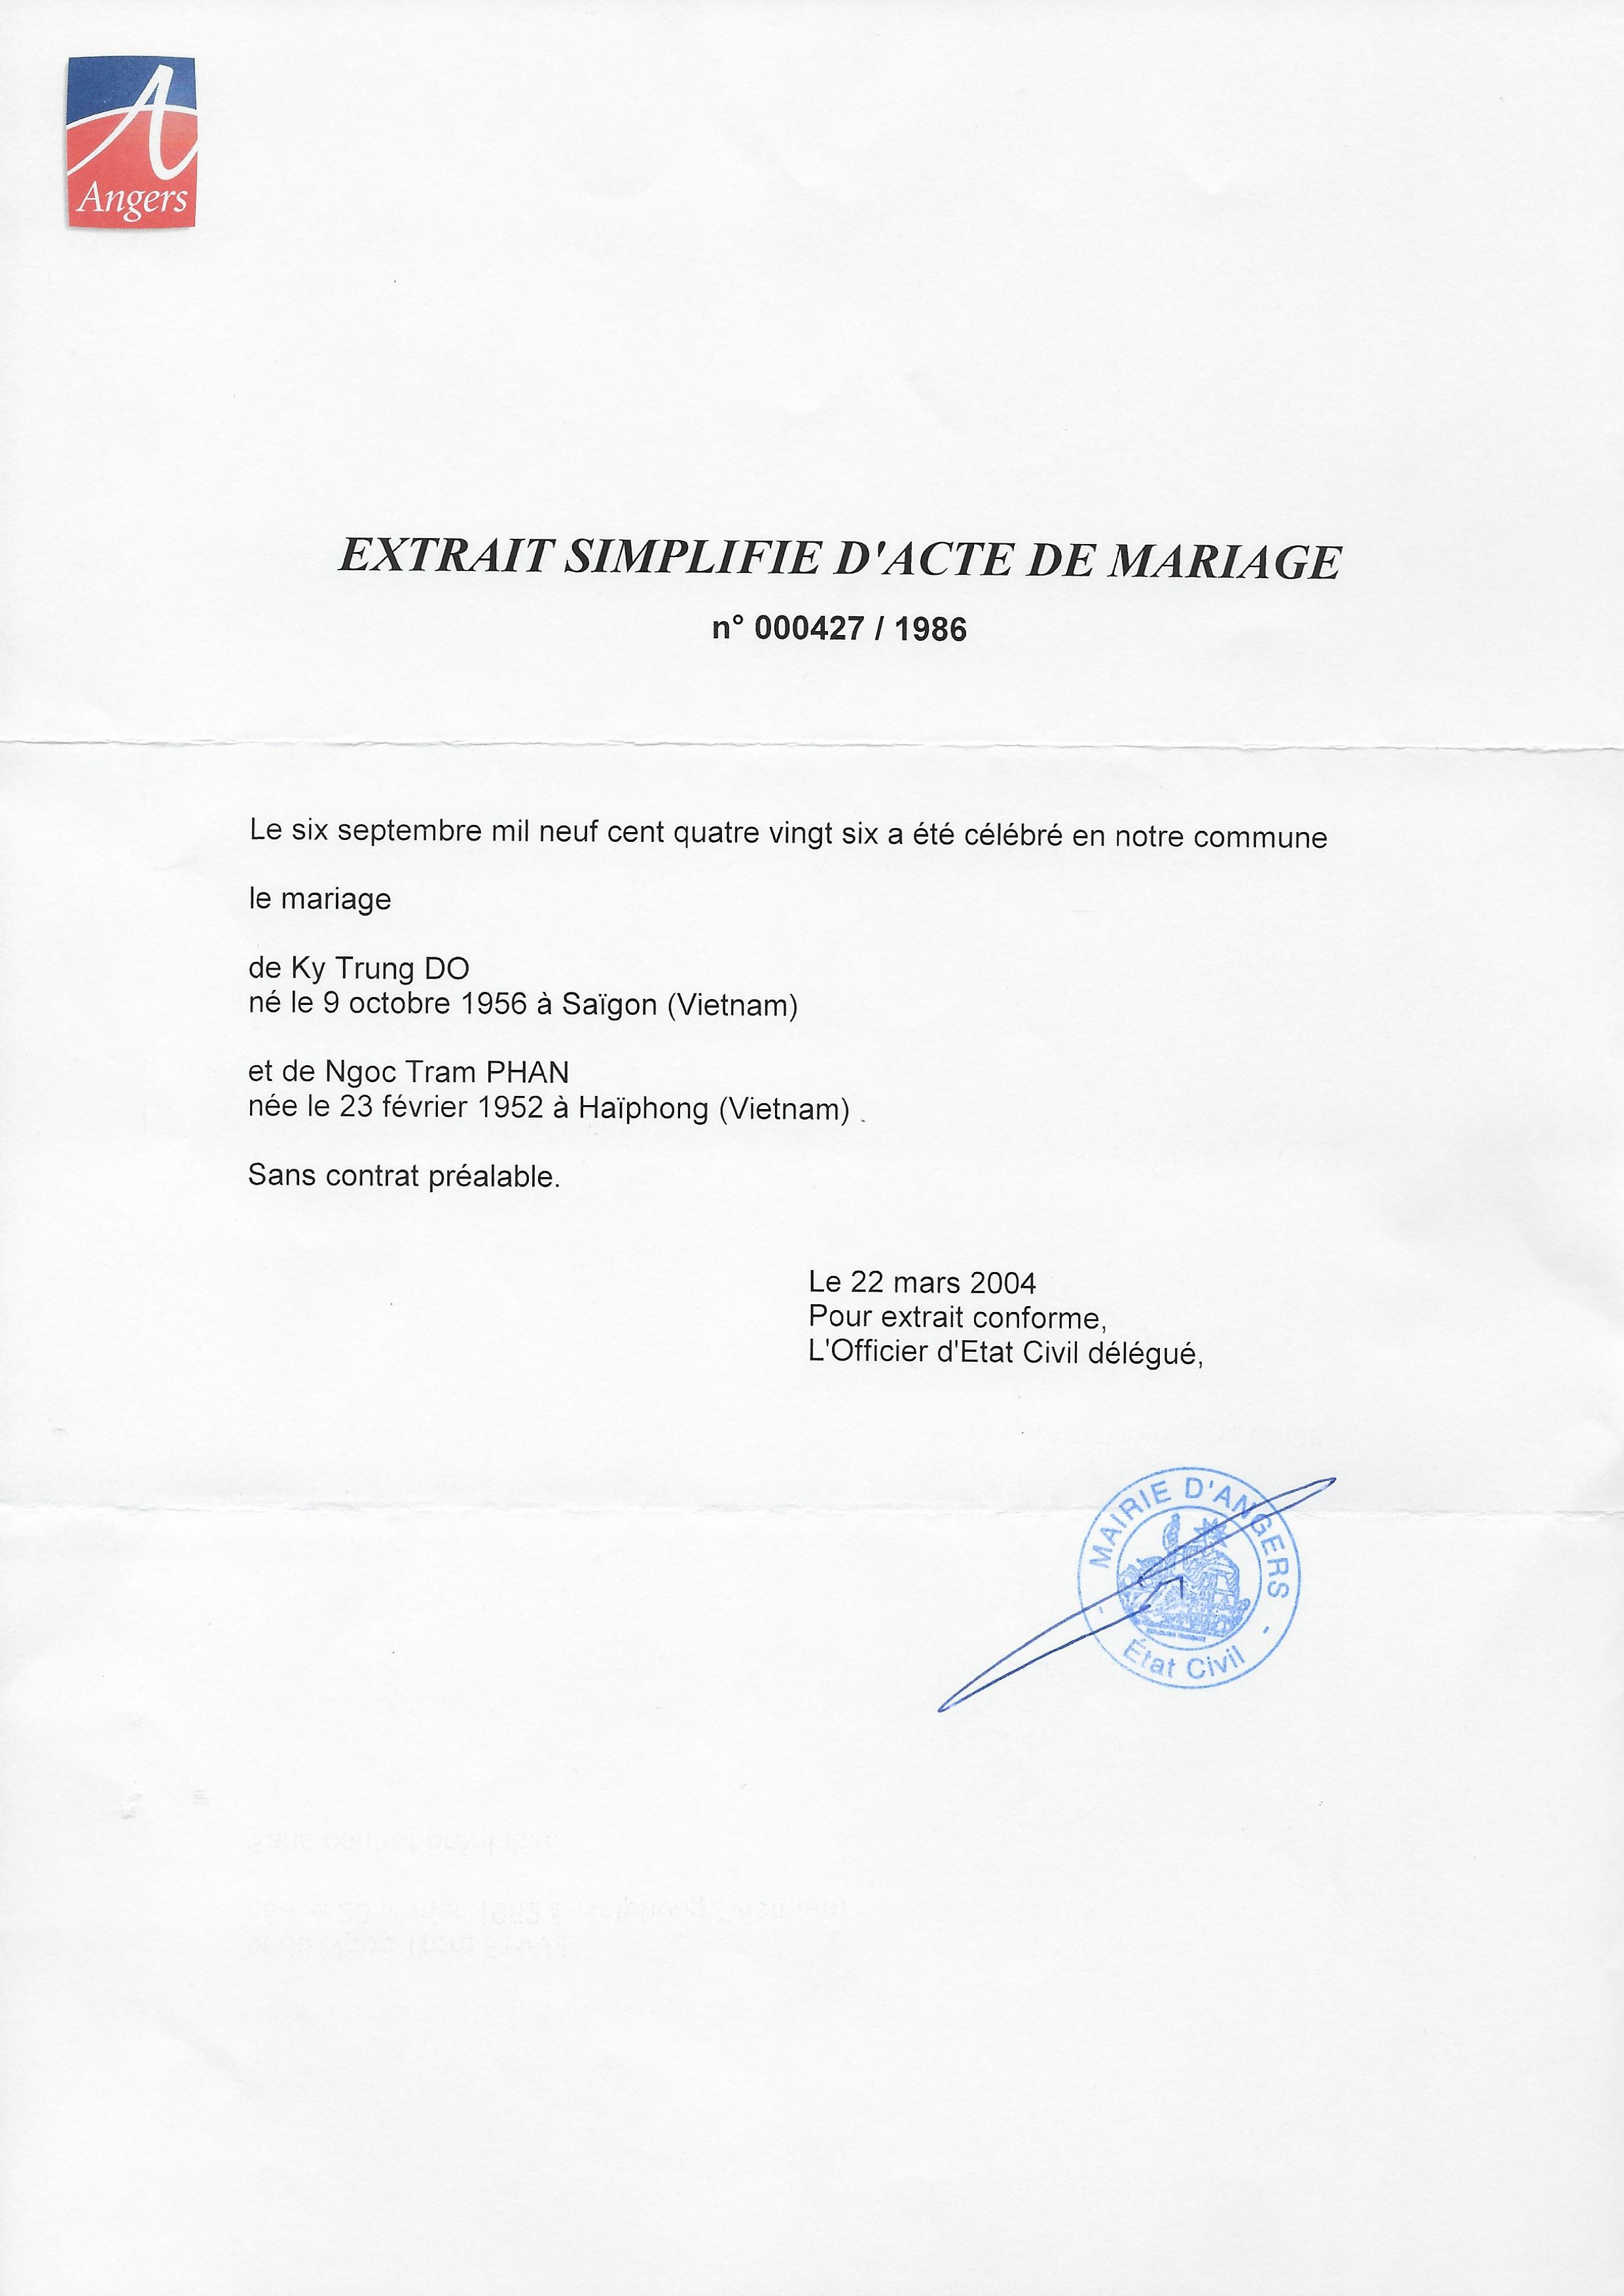 A
Angers
EXTRAIT SIMPLIFIE D'ACTE DE MARIAGE
n° 000427 / 1986
Le six septembre mil neuf cent quatre vingt six a été célébré en notre commune
le mariage
de Ky Trung DO
né le 9 octobre 1956 à Saïgon (Vietnam)
et de Ngoc Tram PHAN
née le 23 février 1952 à Haïphong (Vietnam) .
Sans contrat préalable.
Le 22 mars 2004
Pour extrait conforme,
L'Officier d'Etat Civil délégué,
MAIRIE D'ANGERS
- État Civil -